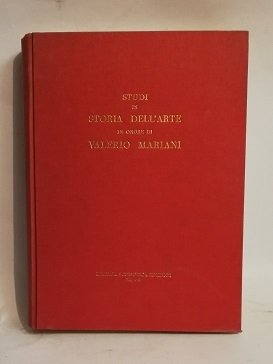 STUDI
DI
STORIA DELL'ARTE
IN ONORE DI
VALERIO MARIANI